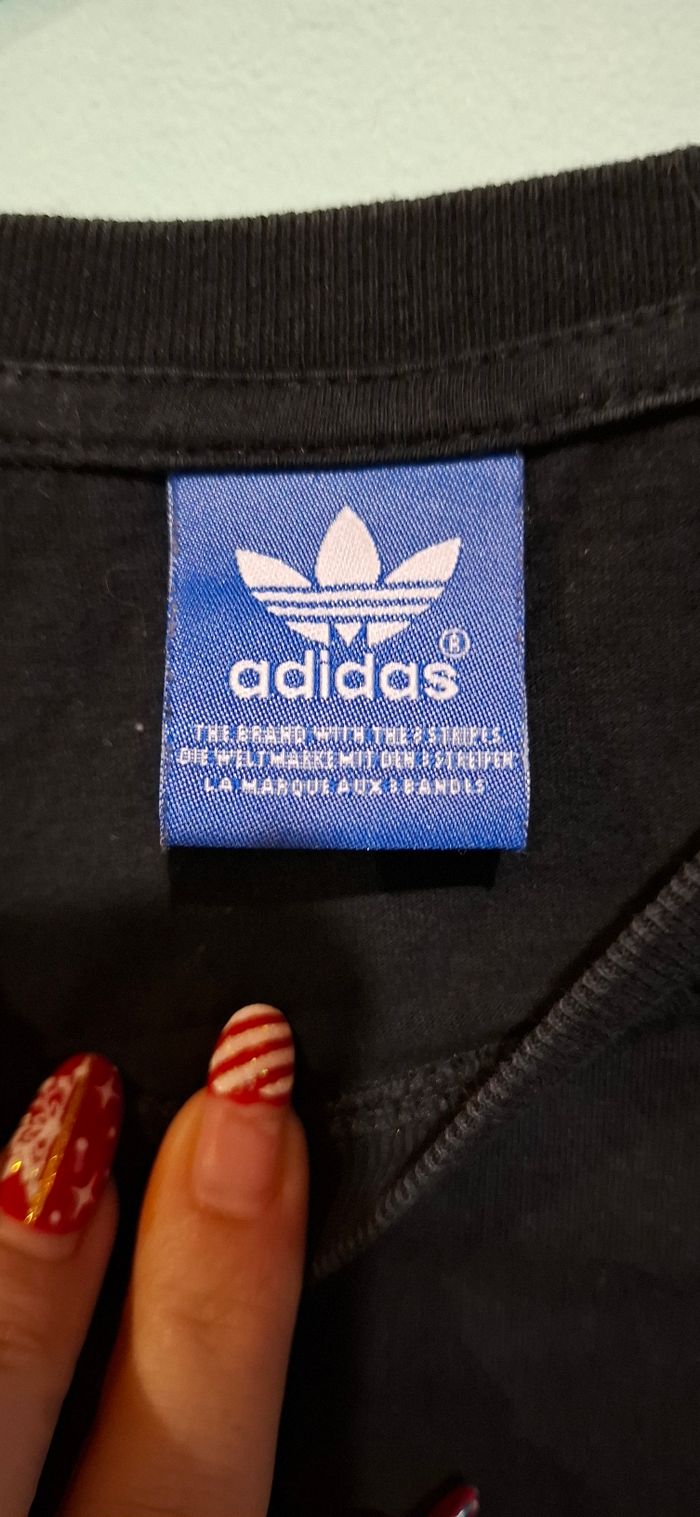 adidas®
THE BRAND WITH THE 3 STRIPES
DIE WELTMARKE MIT DEN 3 STREIFEN
LA MARQUE AUX 3 BANDES